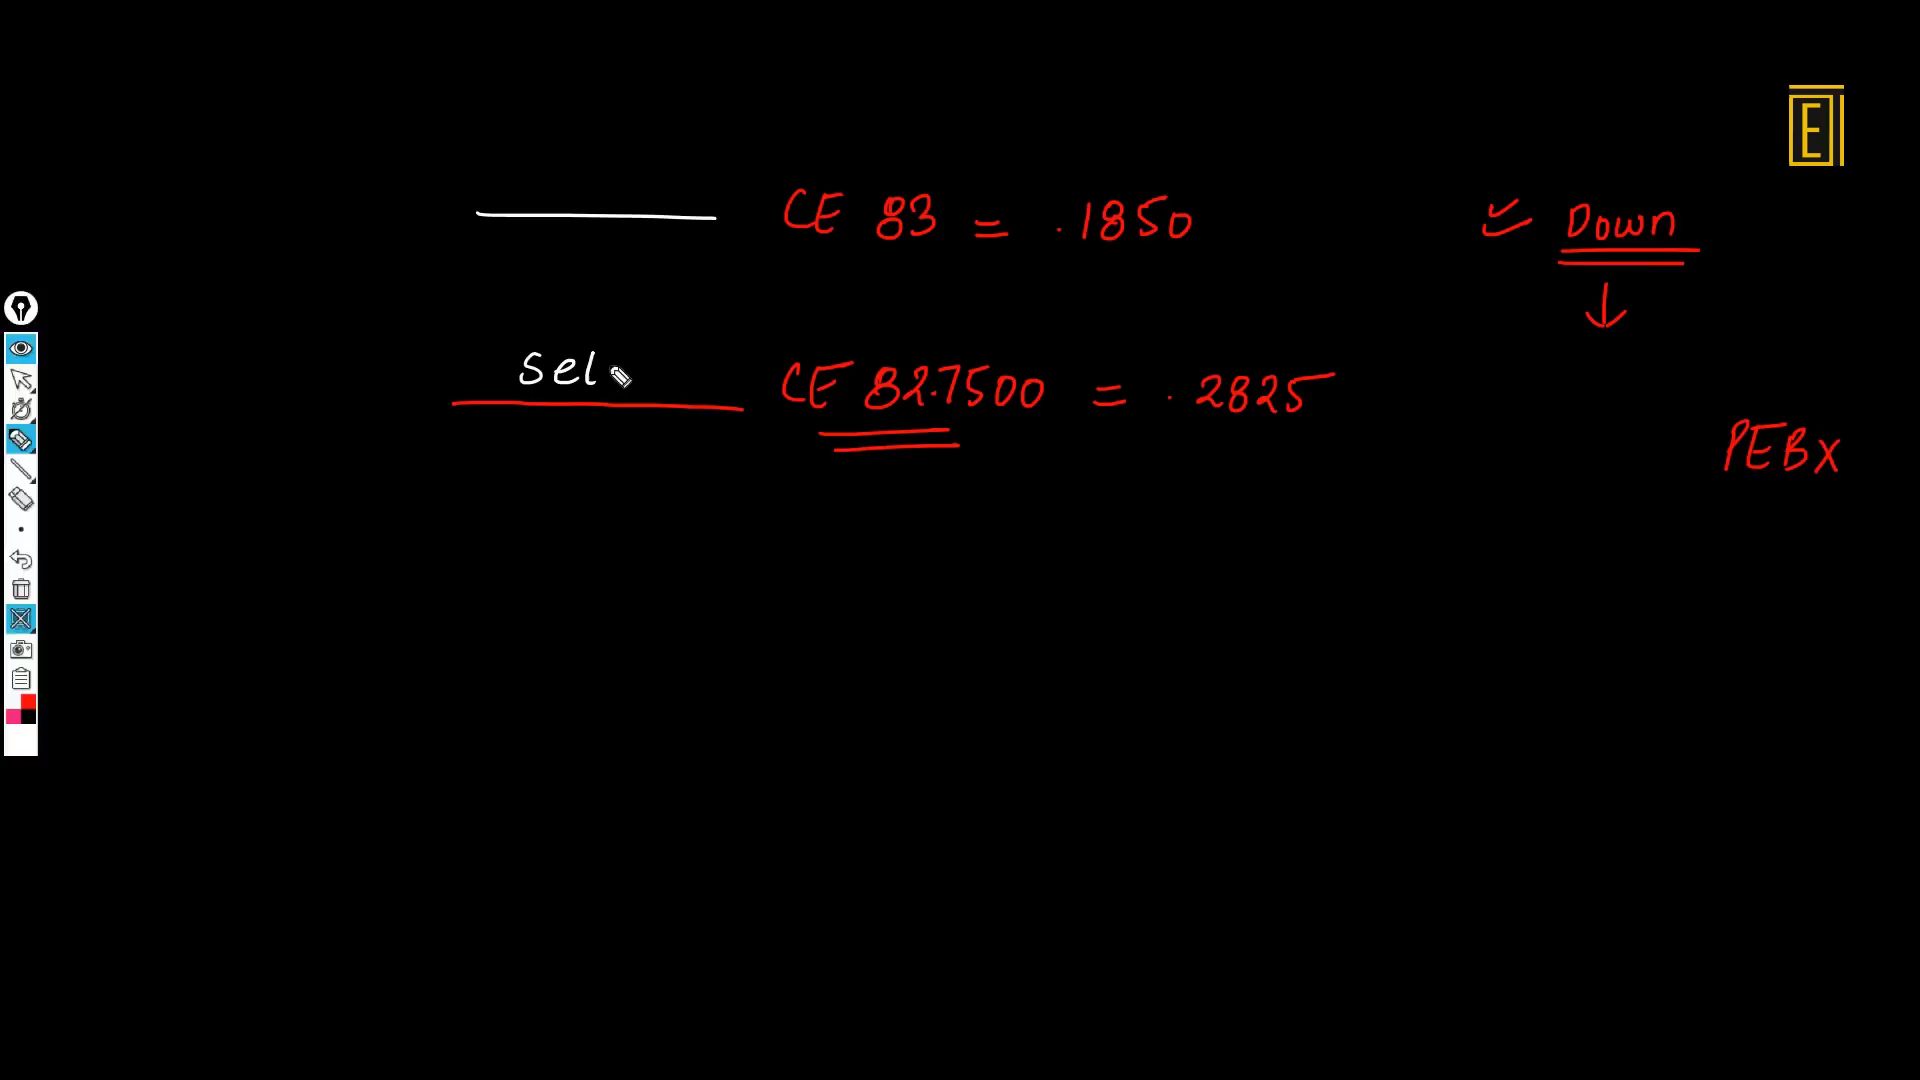 CE 83 = .1850
✓ Down
↓
Sel
CE 82.7500 = .2825
PEBX
E